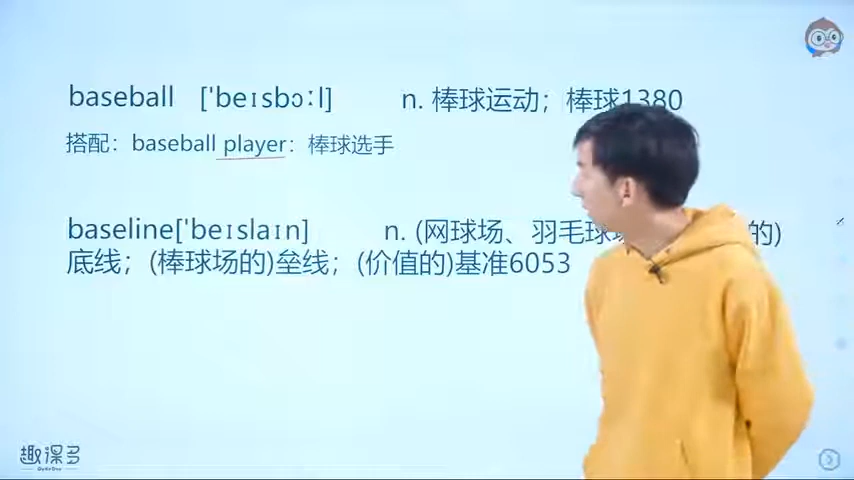 baseball ['beɪsbɔːl] n. 棒球运动；棒球1380
搭配：baseball player：棒球选手
baseline['beɪslaɪn] n. (网球场、羽毛球 的)
底线；(棒球场的)垒线；(价值的)基准6053
趣课多